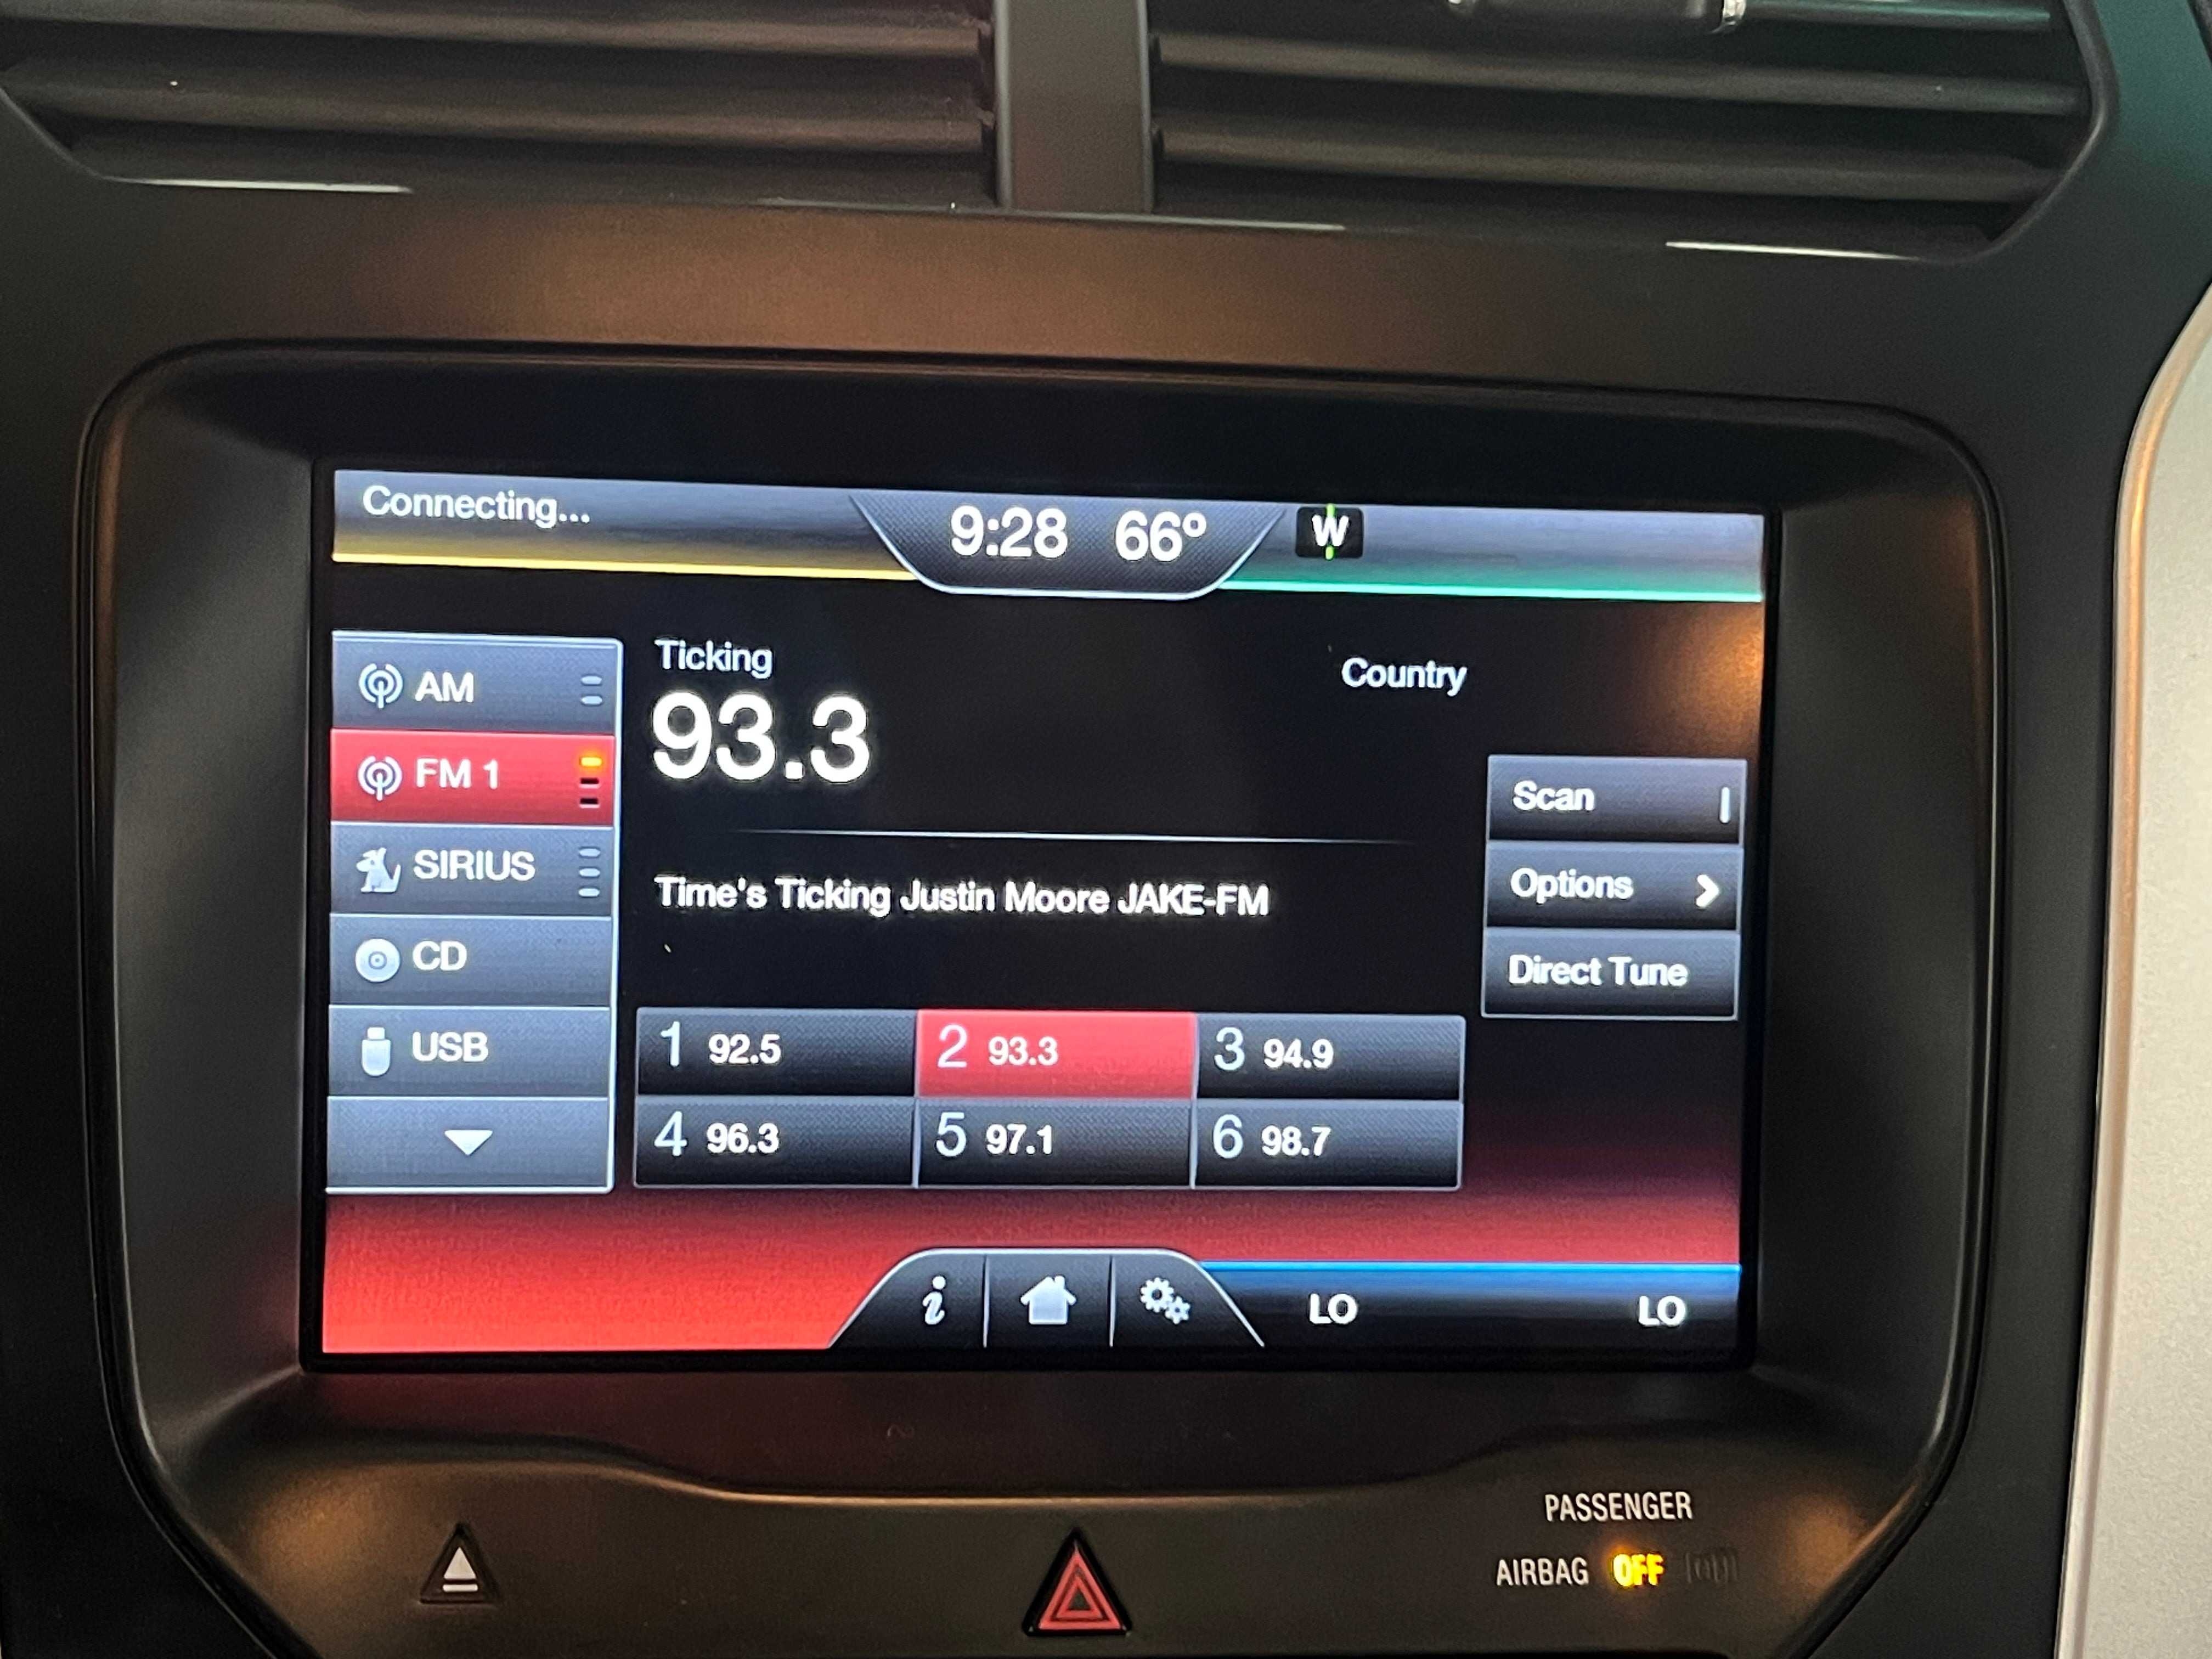 Connecting...
9:28 66° W
AM
FM 1
SIRIUS
CD
USB
Ticking
93.3
Country
Time's Ticking Justin Moore JAKE-FM
Scan
Options
Direct Tune
1 92.5
2 93.3
3 94.9
4 96.3
5 97.1
6 98.7
i
LO LO
PASSENGER
AIRBAG OFF